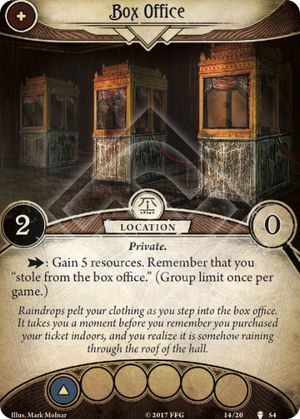 Box Office
2
0
LOCATION
Private.
: Gain 5 resources. Remember that you
“stole from the box office.” (Group limit once per
game.)
Raindrops pelt your clothing as you step into the box office.
It takes you a moment before you remember you purchased
your ticket indoors, and you realize it is somehow raining
through the roof of the hall.
Illus. Mark Molnar
© 2017 FFG
14/20
54